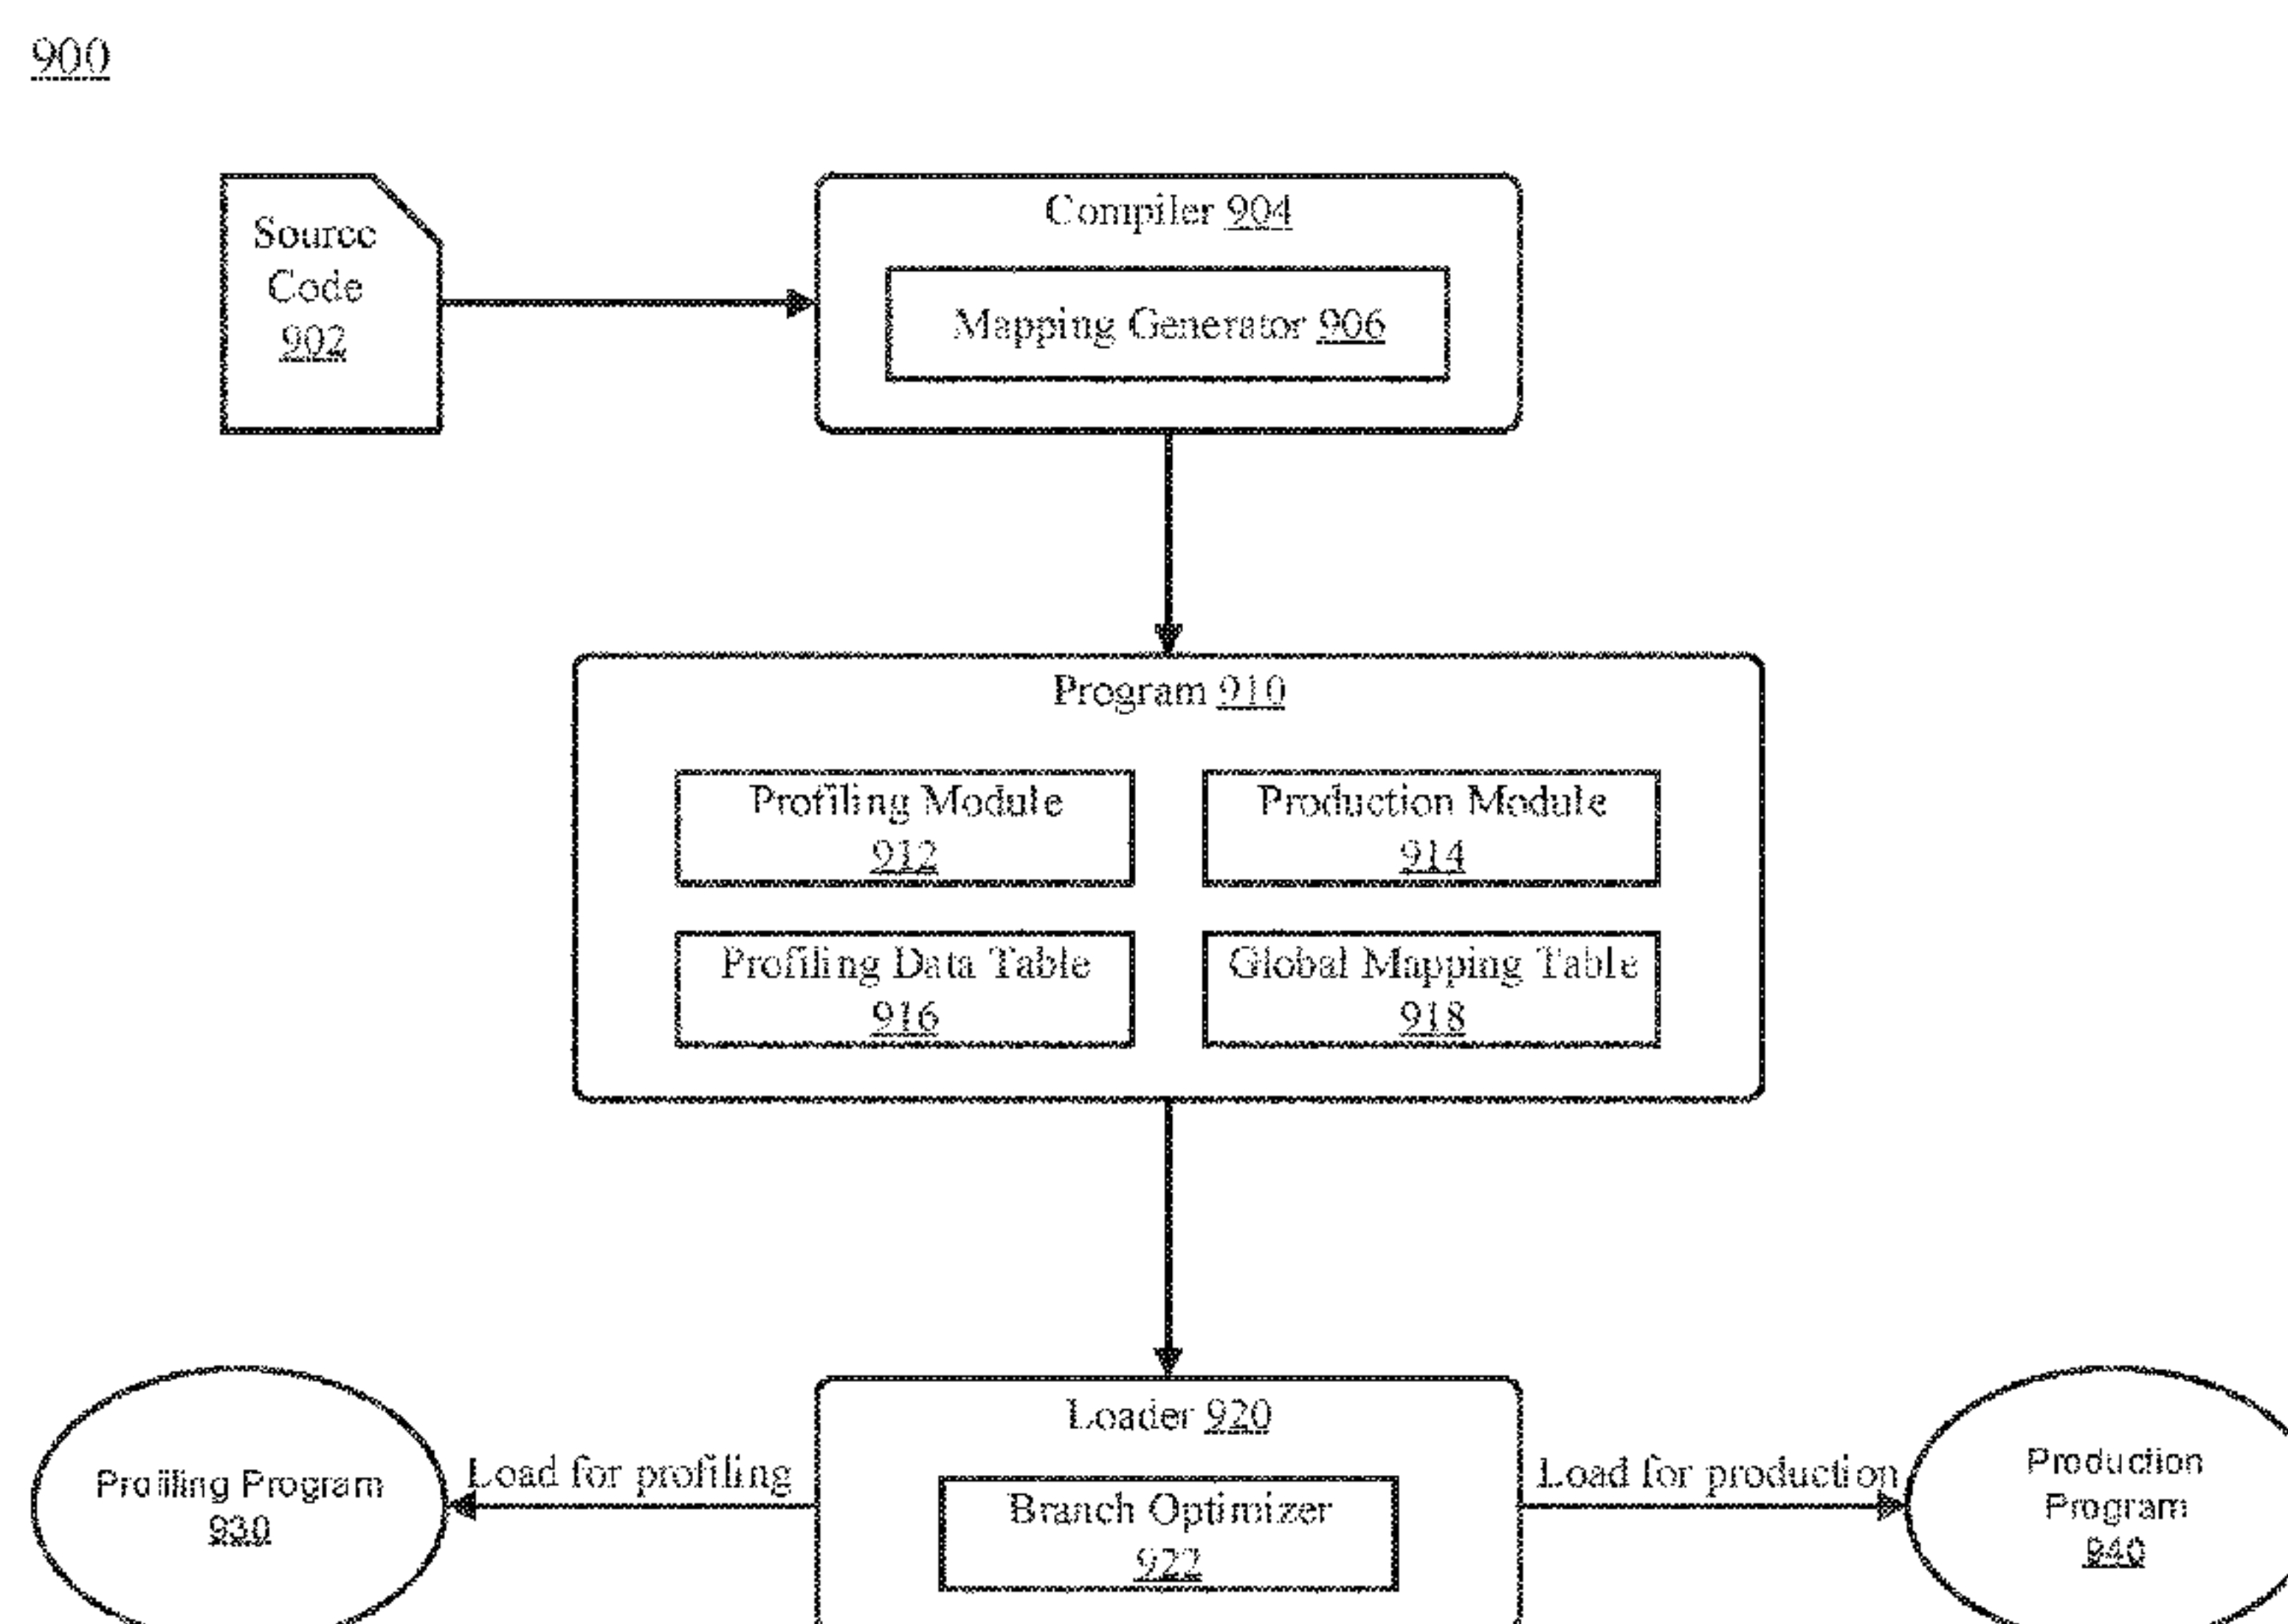 900
Source
Code
902
Compiler 904
Mapping Generator 906
Program 910
Profiling Module
912
Production Module
914
Profiling Data Table
916
Global Mapping Table
918
Loader 920
Branch Optimizer
922
Load for profiling
Profiling Program
930
Load for production
Production
Program
940